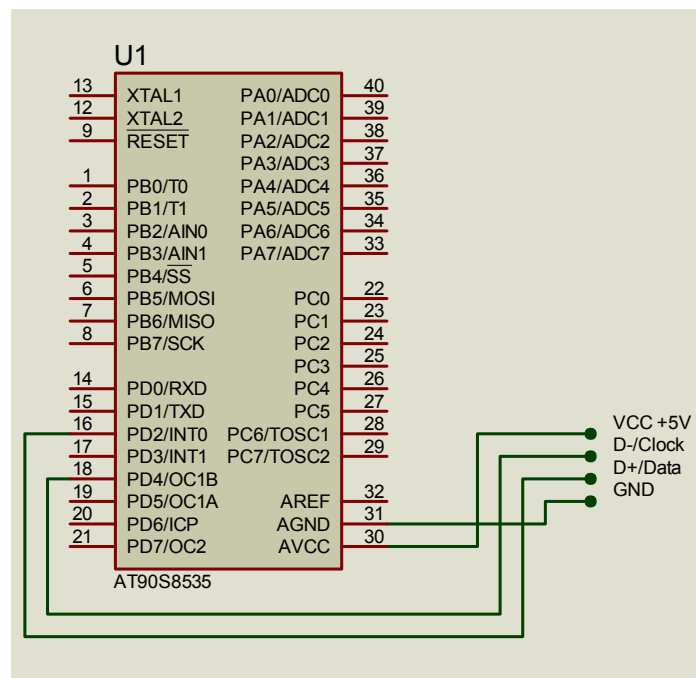 U1
13 XTAL1 PA0/ADC0 40
12 XTAL2 PA1/ADC1 39
9 RESET PA2/ADC2 38
PA3/ADC3 37
1 PB0/T0 PA4/ADC4 36
2 PB1/T1 PA5/ADC5 35
3 PB2/AIN0 PA6/ADC6 34
4 PB3/AIN1 PA7/ADC7 33
5 PB4/SS
6 PB5/MOSI PC0 22
7 PB6/MISO PC1 23
8 PB7/SCK PC2 24
PC3 25
14 PD0/RXD PC4 26
15 PD1/TXD PC5 27
16 PD2/INT0 PC6/TOSC1 28
17 PD3/INT1 PC7/TOSC2 29
18 PD4/OC1B
19 PD5/OC1A AREF 32
20 PD6/ICP AGND 31
21 PD7/OC2 AVCC 30
AT90S8535
VCC +5V
D-/Clock
D+/Data
GND